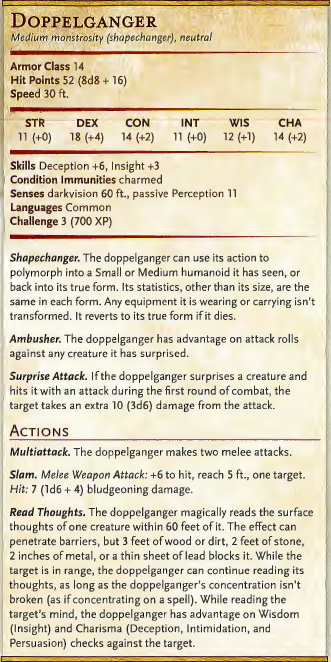 DOPPELGANGER
Medium monstrosity (shapechanger), neutral
Armor Class 14
Hit Points 52 (8d8 + 16)
Speed 30 ft.
STR DEX CON INT WIS CHA
11 (+0) 18 (+4) 14 (+2) 11 (+0) 12 (+1) 14 (+2)
Skills Deception +6, Insight +3
Condition Immunities charmed
Senses darkvision 60 ft., passive Perception 11
Languages Common
Challenge 3 (700 XP)
Shapechanger. The doppelganger can use its action to
polymorph into a Small or Medium humanoid it has seen, or
back into its true form. Its statistics, other than its size, are the
same in each form. Any equipment it is wearing or carrying isn't
transformed. It reverts to its true form if it dies.
Ambusher. The doppelganger has advantage on attack rolls
against any creature it has surprised.
Surprise Attack. If the doppelganger surprises a creature and
hits it with an attack during the first round of combat, the
target takes an extra 10 (3d6) damage from the attack.
ACTIONS
Multiattack. The doppelganger makes two melee attacks.
Slam. Melee Weapon Attack: +6 to hit, reach 5 ft., one target.
Hit: 7 (1d6 + 4) bludgeoning damage.
Read Thoughts. The doppelganger magically reads the surface
thoughts of one creature within 60 feet of it. The effect can
penetrate barriers, but 3 feet of wood or dirt, 2 feet of stone,
2 inches of metal, or a thin sheet of lead blocks it. While the
target is in range, the doppelganger can continue reading its
thoughts, as long as the doppelganger's concentration isn't
broken (as if concentrating on a spell). While reading the
target's mind, the doppelganger has advantage on Wisdom
(Insight) and Charisma (Deception, Intimidation, and
Persuasion) checks against the target.